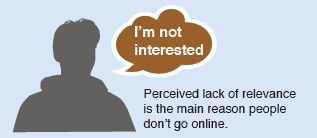 I'm not
interested
Perceived lack of relevance
is the main reason people
don't go online.